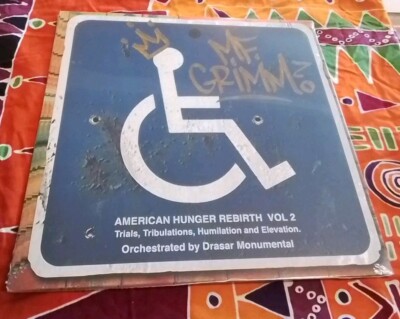 MF.
GRIMM?
AMERICAN HUNGER REBIRTH VOL 2
Trials, Tribulations, Humilation and Elevation.
Orchestrated by Drasar Monumental